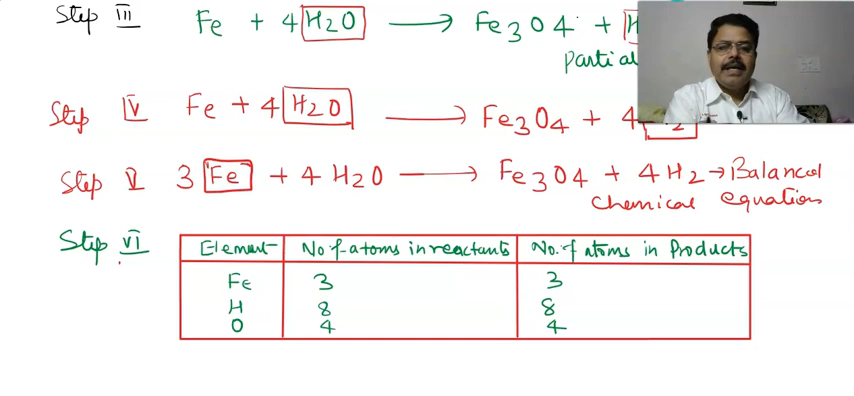 Step III Fe + 4 H2O → Fe3O4 +
partial
Step IV Fe + 4 H2O → Fe3O4 + 4
Step V 3 Fe + 4 H2O → Fe3O4 + 4H2 → Balanced
chemical equations
Step VI Element No. of atoms in reactants No. of atoms in Products
Fe 3 3
H 8 8
O 4 4